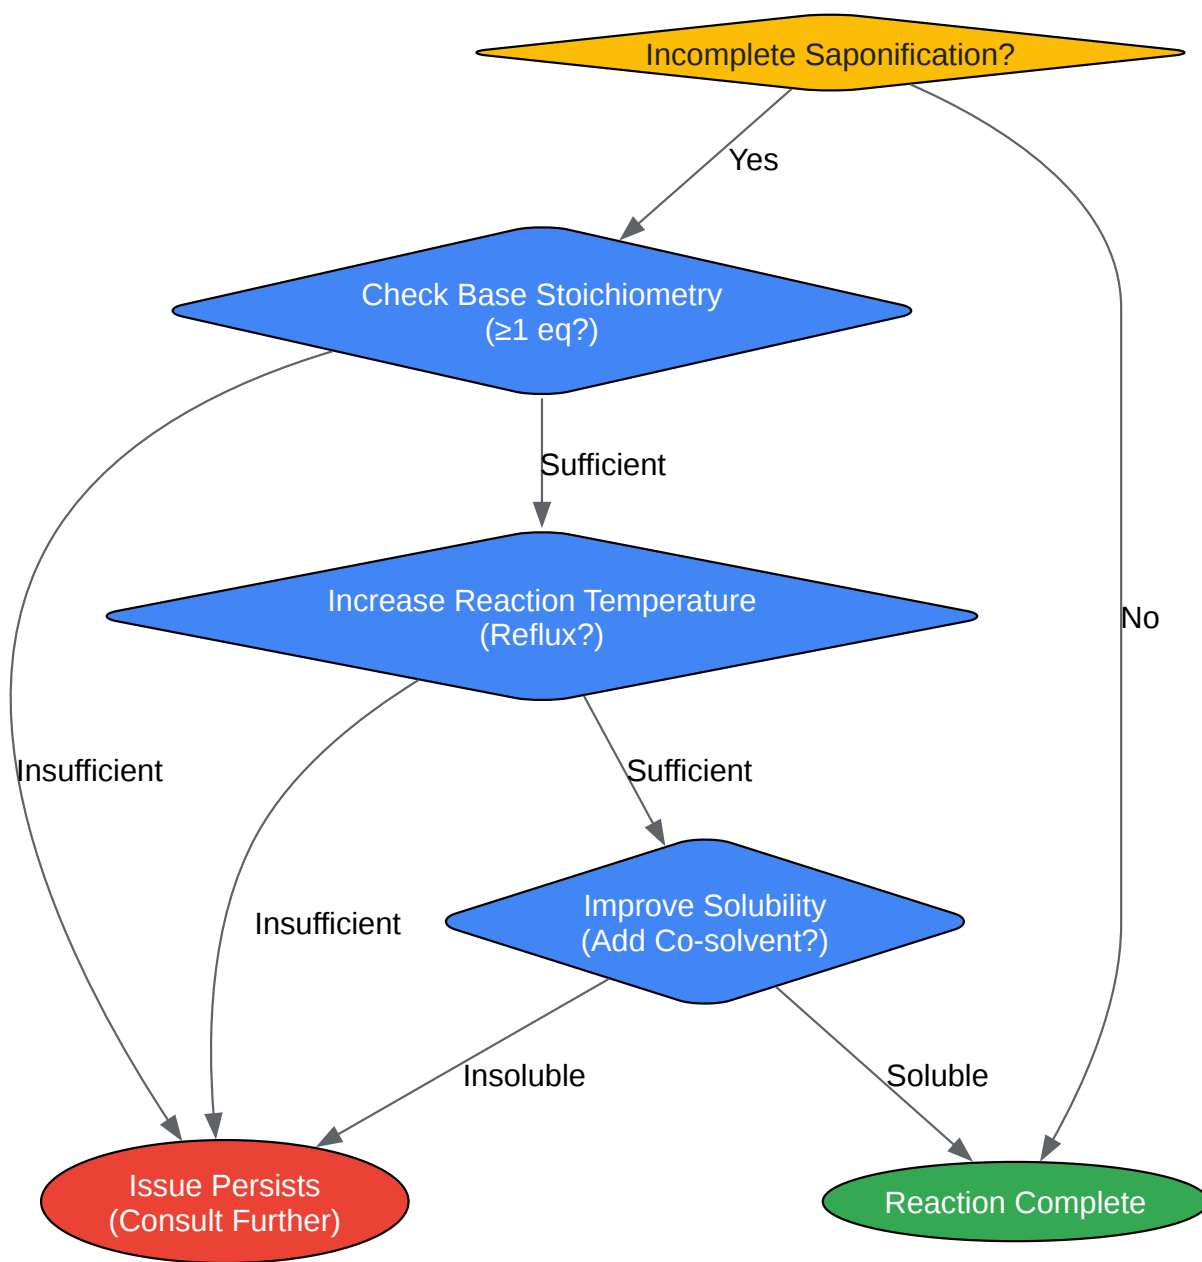 Incomplete Saponification?
Yes
Check Base Stoichiometry
(≥1 eq?)
Sufficient
Increase Reaction Temperature
(Reflux?)
No
Insufficient
Sufficient
Insufficient
Improve Solubility
(Add Co-solvent?)
Insoluble
Soluble
Issue Persists
(Consult Further)
Reaction Complete